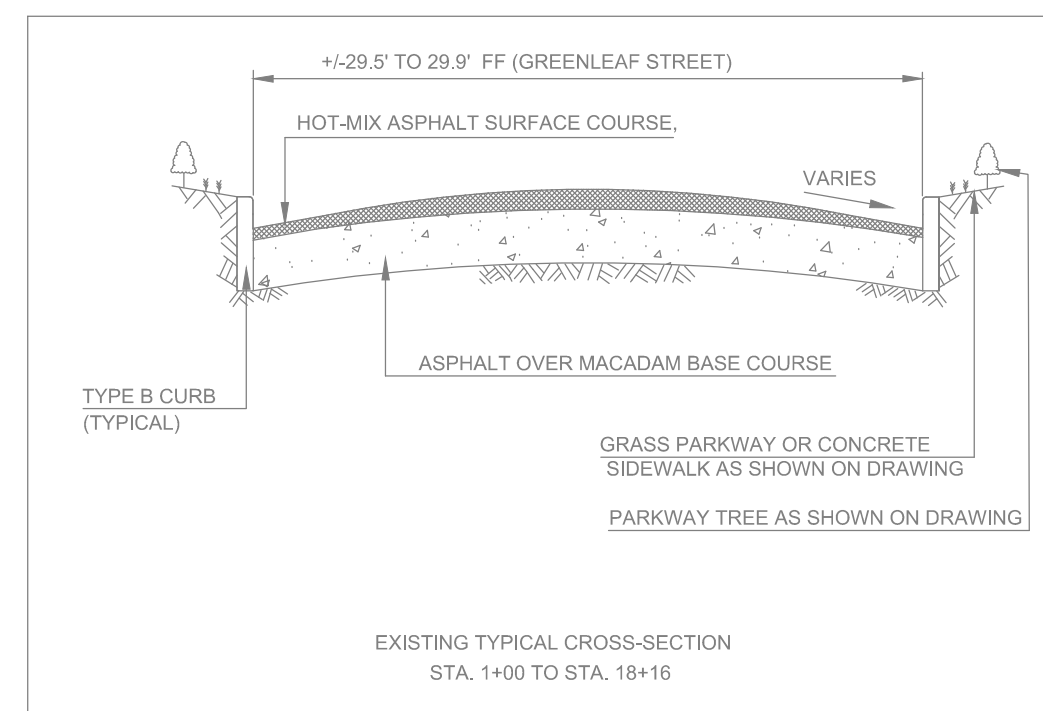 +/-29.5' TO 29.9' FF (GREENLEAF STREET)
HOT-MIX ASPHALT SURFACE COURSE,
VARIES
ASPHALT OVER MACADAM BASE COURSE
TYPE B CURB
(TYPICAL)
GRASS PARKWAY OR CONCRETE
SIDEWALK AS SHOWN ON DRAWING
PARKWAY TREE AS SHOWN ON DRAWING
EXISTING TYPICAL CROSS-SECTION
STA. 1+00 TO STA. 18+16